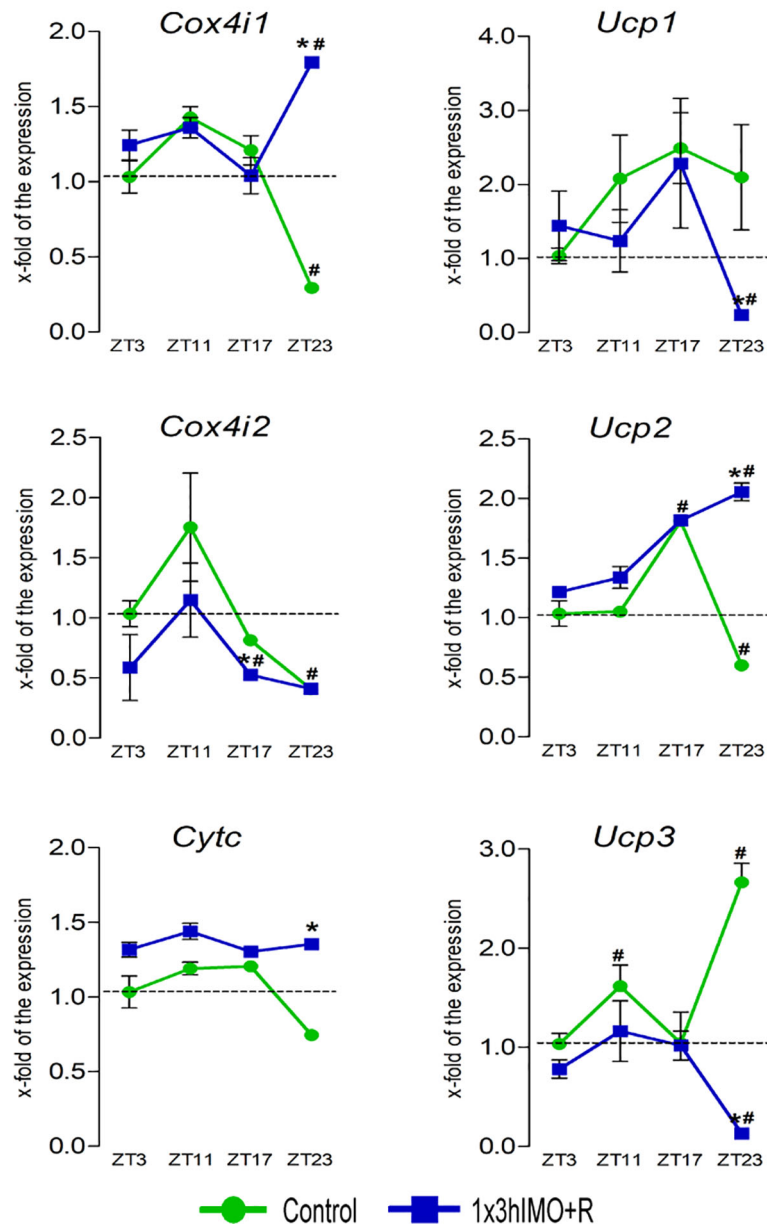 Cox4i1
x-fold of the expression
2.0
1.5
1.0
0.5
0.0
* #
#
ZT3 ZT11 ZT17 ZT23
Ucp1
x-fold of the expression
4.0
3.0
2.0
1.0
0.0
*#
ZT3 ZT11 ZT17 ZT23
Cox4i2
x-fold of the expression
2.5
2.0
1.5
1.0
0.5
0.0
*#
#
ZT3 ZT11 ZT17 ZT23
Ucp2
x-fold of the expression
2.5
2.0
1.5
1.0
0.5
0.0
#
*#
#
ZT3 ZT11 ZT17 ZT23
Cytc
x-fold of the expression
2.0
1.5
1.0
0.5
0.0
*
ZT3 ZT11 ZT17 ZT23
Ucp3
x-fold of the expression
3.0
2.0
1.0
0.0
#
#
*#
ZT3 ZT11 ZT17 ZT23
Control 1x3hIMO+R